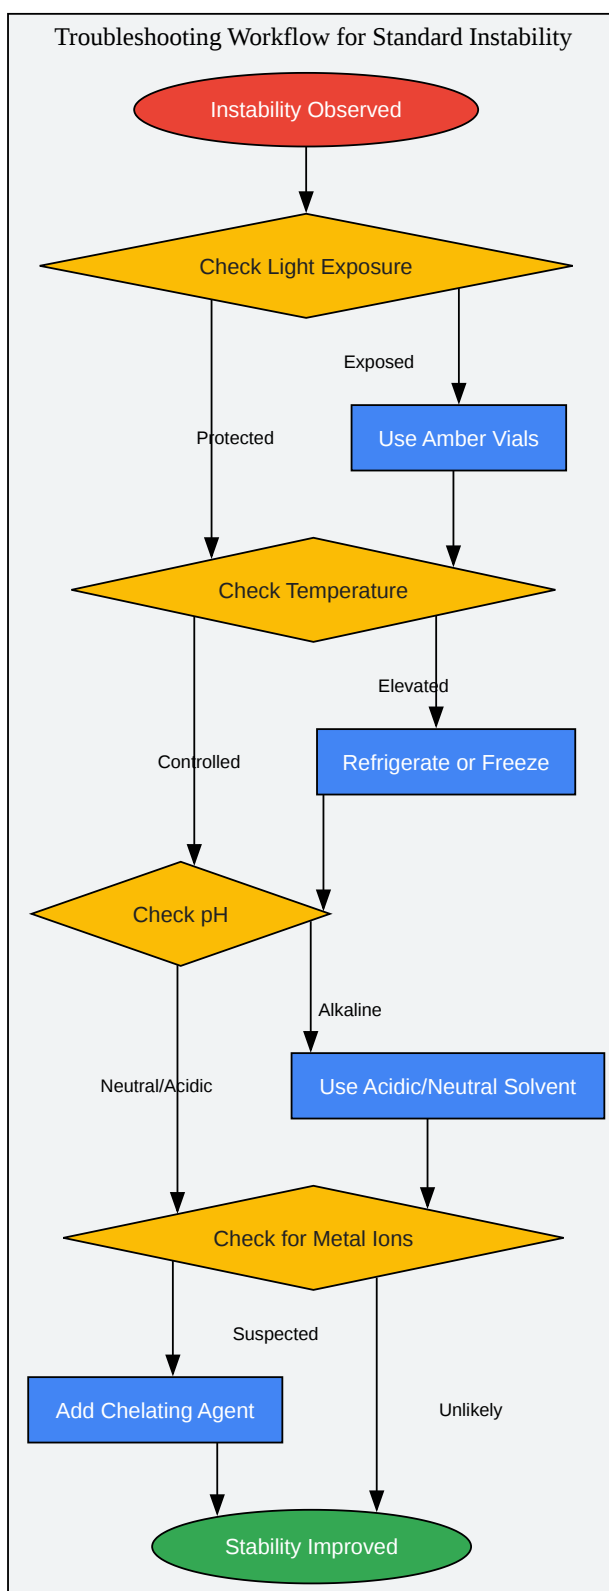 Troubleshooting Workflow for Standard Instability
Instability Observed
Check Light Exposure
Exposed
Protected
Use Amber Vials
Check Temperature
Elevated
Controlled
Refrigerate or Freeze
Check pH
Alkaline
Neutral/Acidic
Use Acidic/Neutral Solvent
Check for Metal Ions
Suspected
Add Chelating Agent
Unlikely
Stability Improved